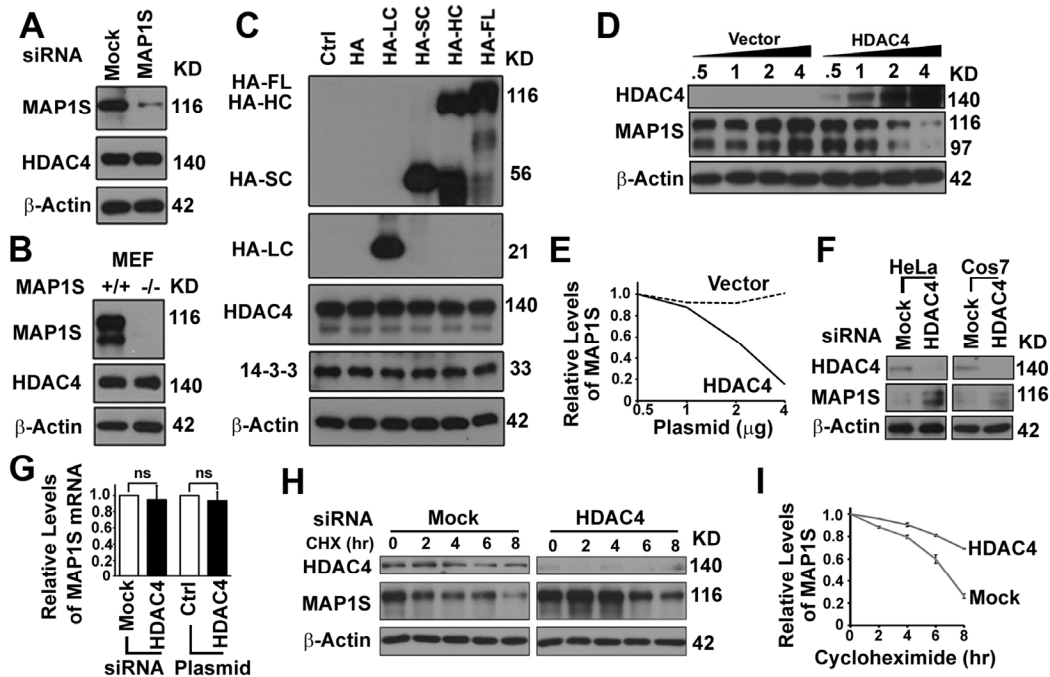 A
siRNA
Mock
MAP1S
KD
MAP1S
116
HDAC4
140
β-Actin
42
B
MEF
MAP1S +/+ -/- KD
MAP1S
116
HDAC4
140
β-Actin
42
C
Ctrl
HA
HA-LC
HA-SC
HA-HC
HA-FL
KD
HA-FL
HA-HC
116
HA-SC
56
HA-LC
21
HDAC4
140
14-3-3
33
β-Actin
42
D
Vector HDAC4
.5 1 2 4 .5 1 2 4 KD
HDAC4
140
MAP1S
116
97
β-Actin
42
E
Relative Levels
of MAP1S
1.0
0.8
0.6
0.4
0.2
0
Vector
HDAC4
0.5 1 2 4
Plasmid (μg)
F
HeLa Cos7
siRNA
Mock
HDAC4
Mock
HDAC4
KD
HDAC4
140
MAP1S
116
β-Actin
42
G
Relative Levels
of MAP1S mRNA
ns ns
1.0
0.8
0.6
0.4
0.2
0
Mock
HDAC4
Ctrl
HDAC4
siRNA Plasmid
H
siRNA Mock HDAC4
CHX (hr) 0 2 4 6 8 0 2 4 6 8 KD
HDAC4
140
MAP1S
116
β-Actin
42
I
Relative Levels
of MAP1S
1.0
0.8
0.6
0.4
0.2
0
HDAC4
Mock
0 2 4 6 8
Cycloheximide (hr)